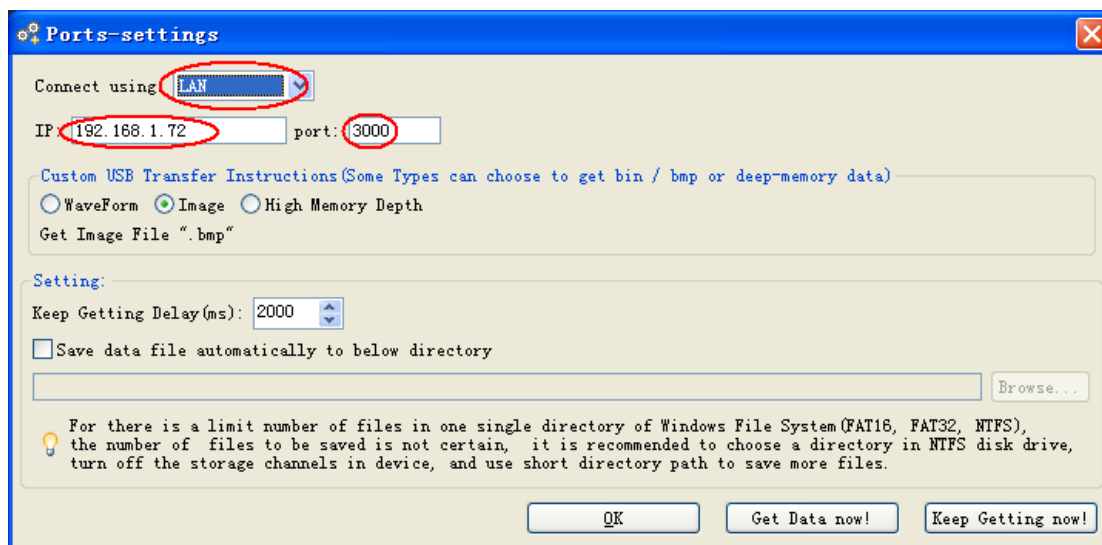 Ports-settings
Connect using: LAN
IP: 192.168.1.72 port: 3000
Custom USB Transfer Instructions(Some Types can choose to get bin / bmp or deep-memory data)
WaveForm Image High Memory Depth
Get Image File ".bmp"
Setting:
Keep Getting Delay(ms): 2000
Save data file automatically to below directory
Browse...
For there is a limit number of files in one single directory of Windows File System(FAT16, FAT32, NTFS),
the number of files to be saved is not certain, it is recommended to choose a directory in NTFS disk drive,
turn off the storage channels in device, and use short directory path to save more files.
OK Get Data now! Keep Getting now!